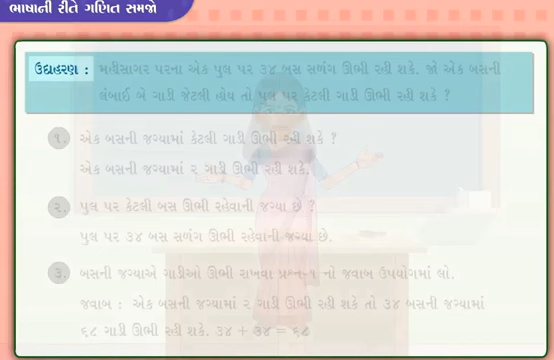 ભાષાની રીતે ગણિત સમજો
ઉદાહરણ : મહીસાગર પરના એક પુલ પર ૩૪ બસ સળંગ ઊભી રહી શકે. જો એક બસની
લંબાઈ બે ગાડી જેટલી હોય તો પુલ પર કેટલી ગાડી ઊભી રહી શકે ?
૧. એક બસની જગ્યામાં કેટલી ગાડી ઊભી રહી શકે ?
એક બસની જગ્યામાં ૨ ગાડી ઊભી રહી શકે.
૨. પુલ પર કેટલી બસ ઊભી રહેવાની જગ્યા છે ?
પુલ પર ૩૪ બસ સળંગ ઊભી રહેવાની જગ્યા છે.
૩. બસની જગ્યાએ ગાડીઓ ઊભી રાખવા પ્રશ્ન-૧ નો જવાબ ઉપયોગમાં લો.
જવાબ : એક બસની જગ્યામાં ૨ ગાડી ઊભી રહી શકે તો ૩૪ બસની જગ્યામાં
૬૮ ગાડી ઊભી રહી શકે. ૩૪ + ૩૪ = ૬૮